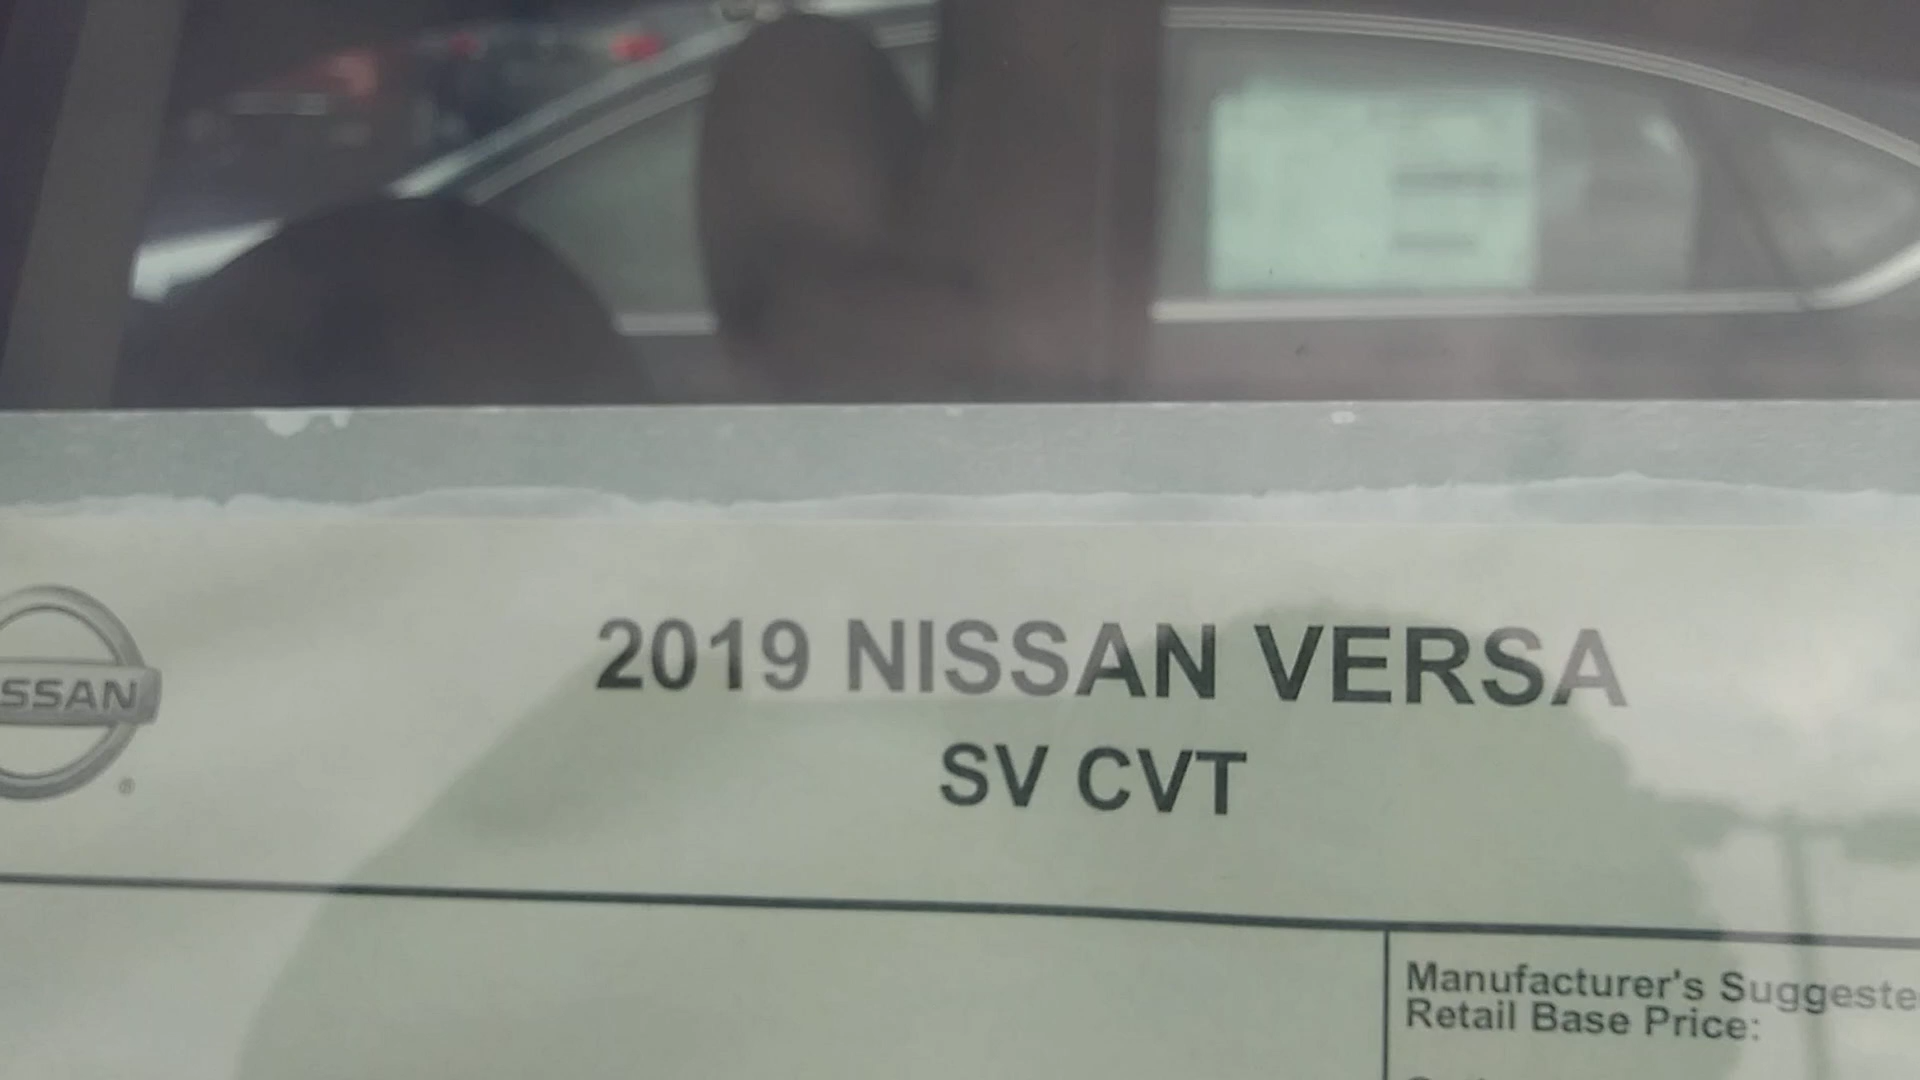 2019 NISSAN VERSA
SSAN
SV CVT
Manufacturer's Suggeste
Retail Base Price: